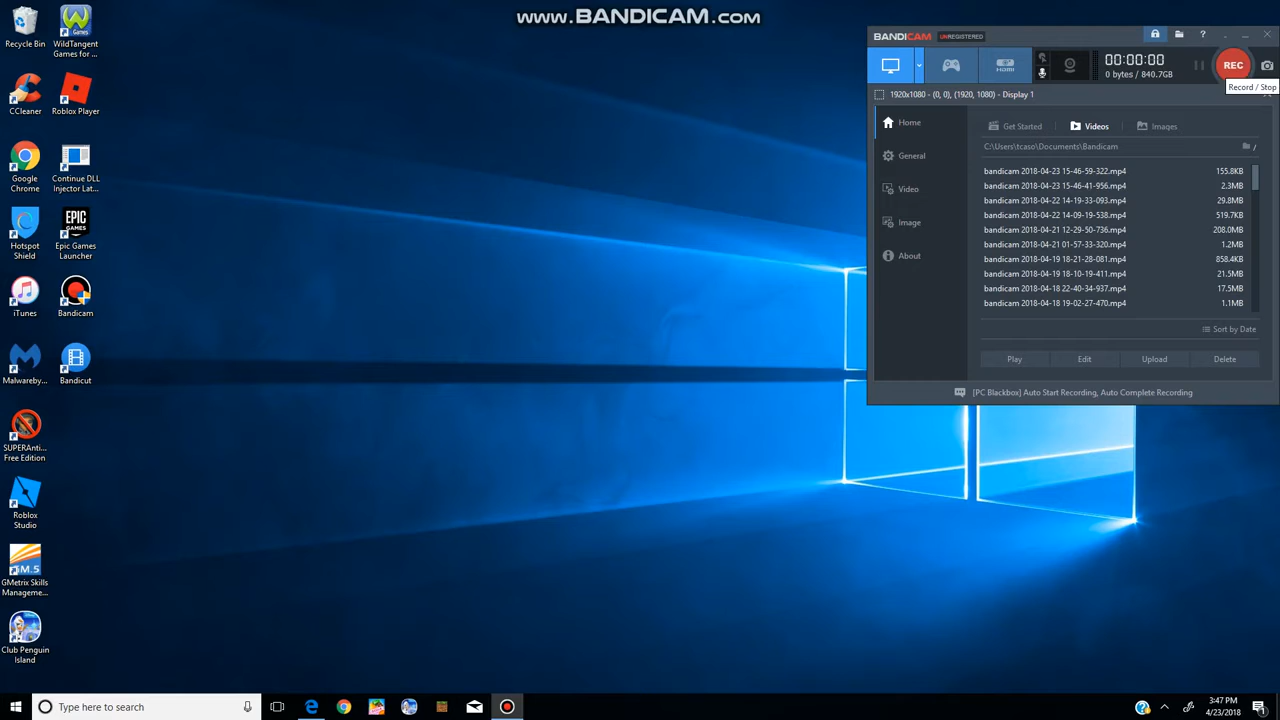 www.BANDICAM.com
Recycle Bin
WildTangent
Games for ...
CCleaner
Roblox Player
Google
Chrome
Continue DLL
Injector Lat...
Hotspot
Shield
EPIC
GAMES
Epic Games
Launcher
iTunes
Bandicam
Malwareby...
Bandicut
SUPERAnti...
Free Edition
Roblox
Studio
GMetrix Skills
Manageme...
Club Penguin
Island
BANDICAM UNREGISTERED
HDMI
00:00:00
0 bytes / 840.7GB
REC
Record / Stop
1920x1080 - (0, 0), (1920, 1080) - Display 1
Home
General
Video
Image
About
Get Started
Videos
Images
C:\Users\tcaso\Documents\Bandicam
bandicam 2018-04-23 15-46-59-322.mp4 155.8KB
bandicam 2018-04-23 15-46-41-956.mp4 2.3MB
bandicam 2018-04-22 14-19-33-093.mp4 29.8MB
bandicam 2018-04-22 14-09-19-538.mp4 519.7KB
bandicam 2018-04-21 12-29-50-736.mp4 208.0MB
bandicam 2018-04-21 01-57-33-320.mp4 1.2MB
bandicam 2018-04-19 18-21-28-081.mp4 858.4KB
bandicam 2018-04-19 18-10-19-411.mp4 21.5MB
bandicam 2018-04-18 22-40-34-937.mp4 17.5MB
bandicam 2018-04-18 19-02-27-470.mp4 1.1MB
Sort by Date
Play
Edit
Upload
Delete
[PC Blackbox] Auto Start Recording, Auto Complete Recording
Type here to search
3:47 PM
4/23/2018